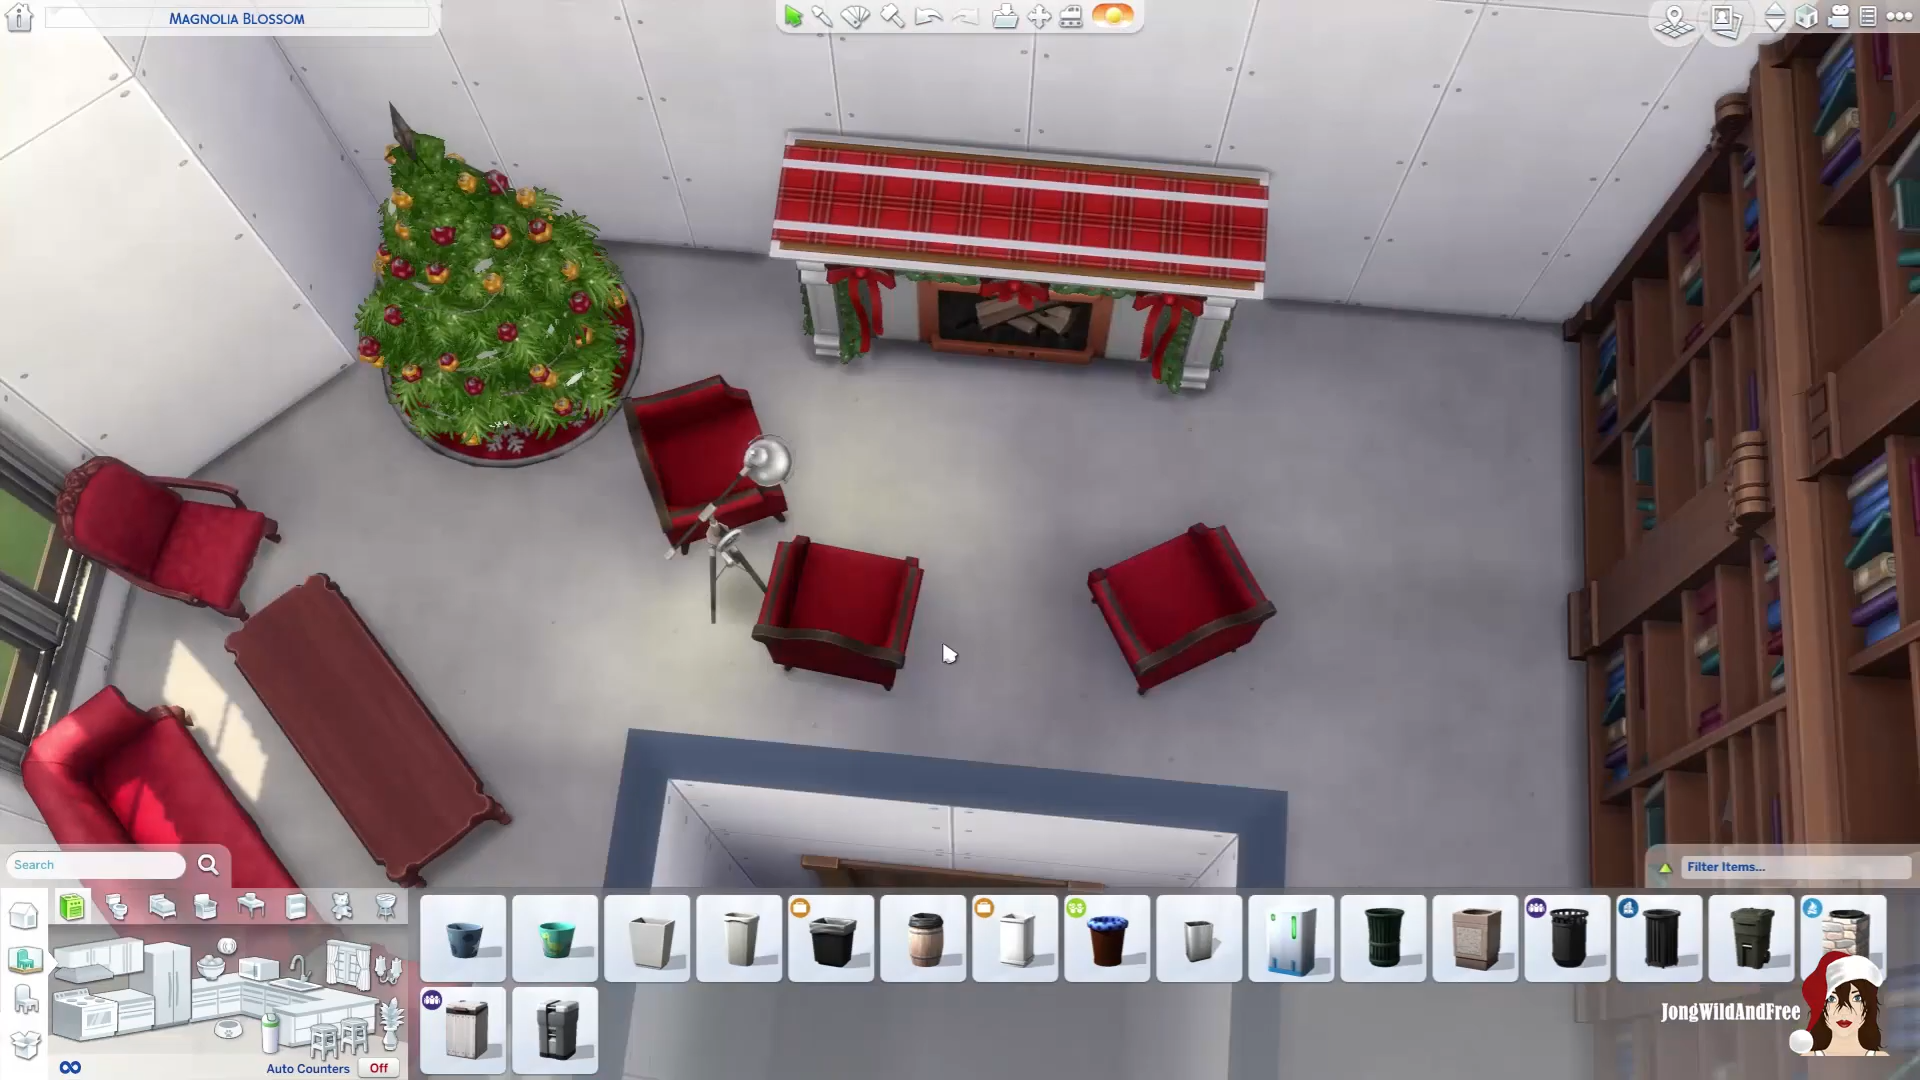 Magnolia Blossom
Search
Filter Items...
JongWildAndFree
Auto Counters Off